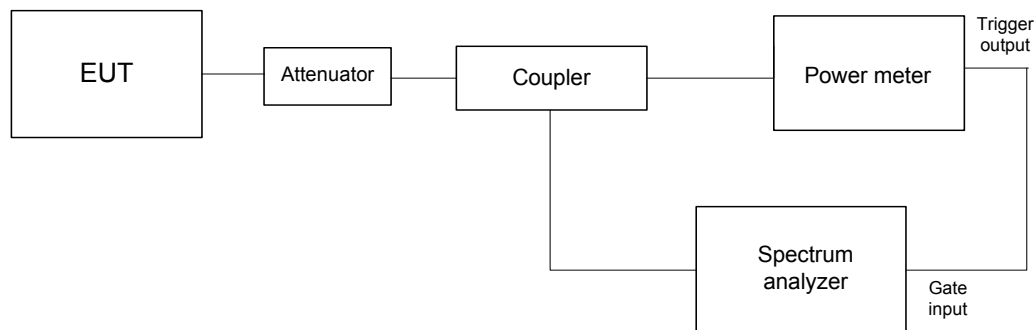 EUT
Attenuator
Coupler
Power meter
Trigger
output
Spectrum
analyzer
Gate
input